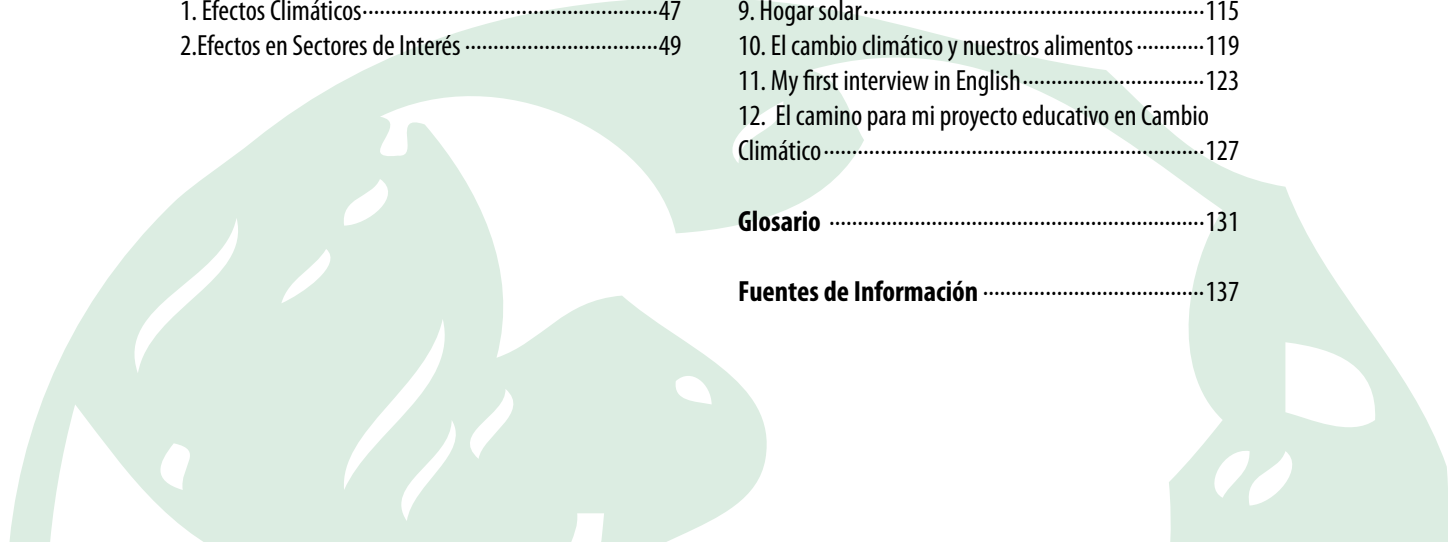 1. Efectos Climáticos·················································47
2.Efectos en Sectores de Interés ································49
9. Hogar solar·························································115
10. El cambio climático y nuestros alimentos············119
11. My first interview in English······························123
12.  El camino para mi proyecto educativo en Cambio
Climático·······························································127
Glosario ·······························································131
Fuentes de Información ·····································137